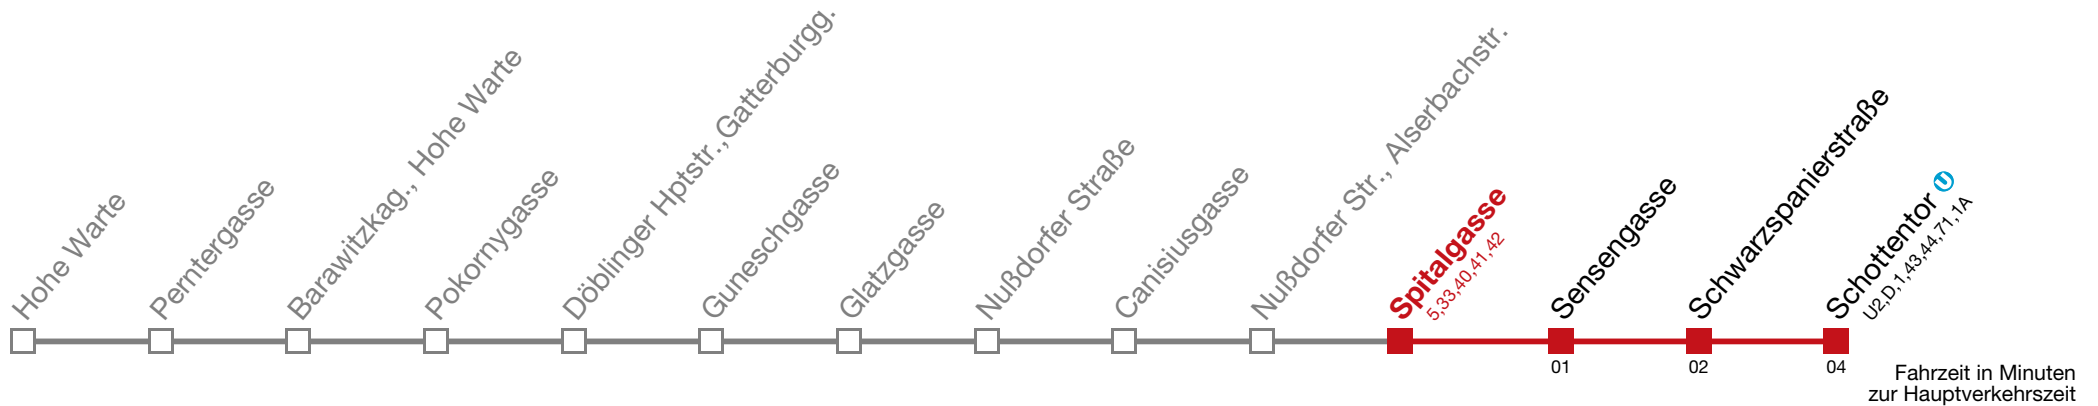 Hohe Warte
Perntergasse
Barawitzkag., Hohe Warte
Pokornygasse
Döblinger Hptstr., Gatterburgg.
Guneschgasse
Glatzgasse
Nußdorfer Straße
Canisiusgasse
Nußdorfer Str., Alserbachstr.
Spitalgasse
5,33,40,41,42
Sensengasse
Schwarzspanierstraße
Schottentor U
U2,D,1,43,44,71,1A
01
02
04
Fahrzeit in Minuten
zur Hauptverkehrszeit